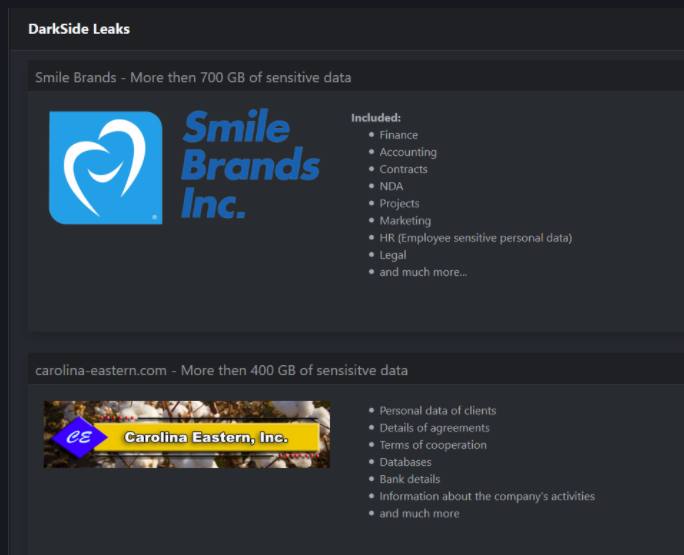 DarkSide Leaks
Smile Brands - More then 700 GB of sensitive data
Smile
Brands
Inc.
Included:
Finance
Accounting
Contracts
NDA
Projects
Marketing
HR (Employee sensitive personal data)
Legal
and much more...
carolina-eastern.com - More then 400 GB of sensisitve data
CE
Carolina Eastern, Inc.
Personal data of clients
Details of agreements
Terms of cooperation
Databases
Bank details
Information about the company's activities
and much more